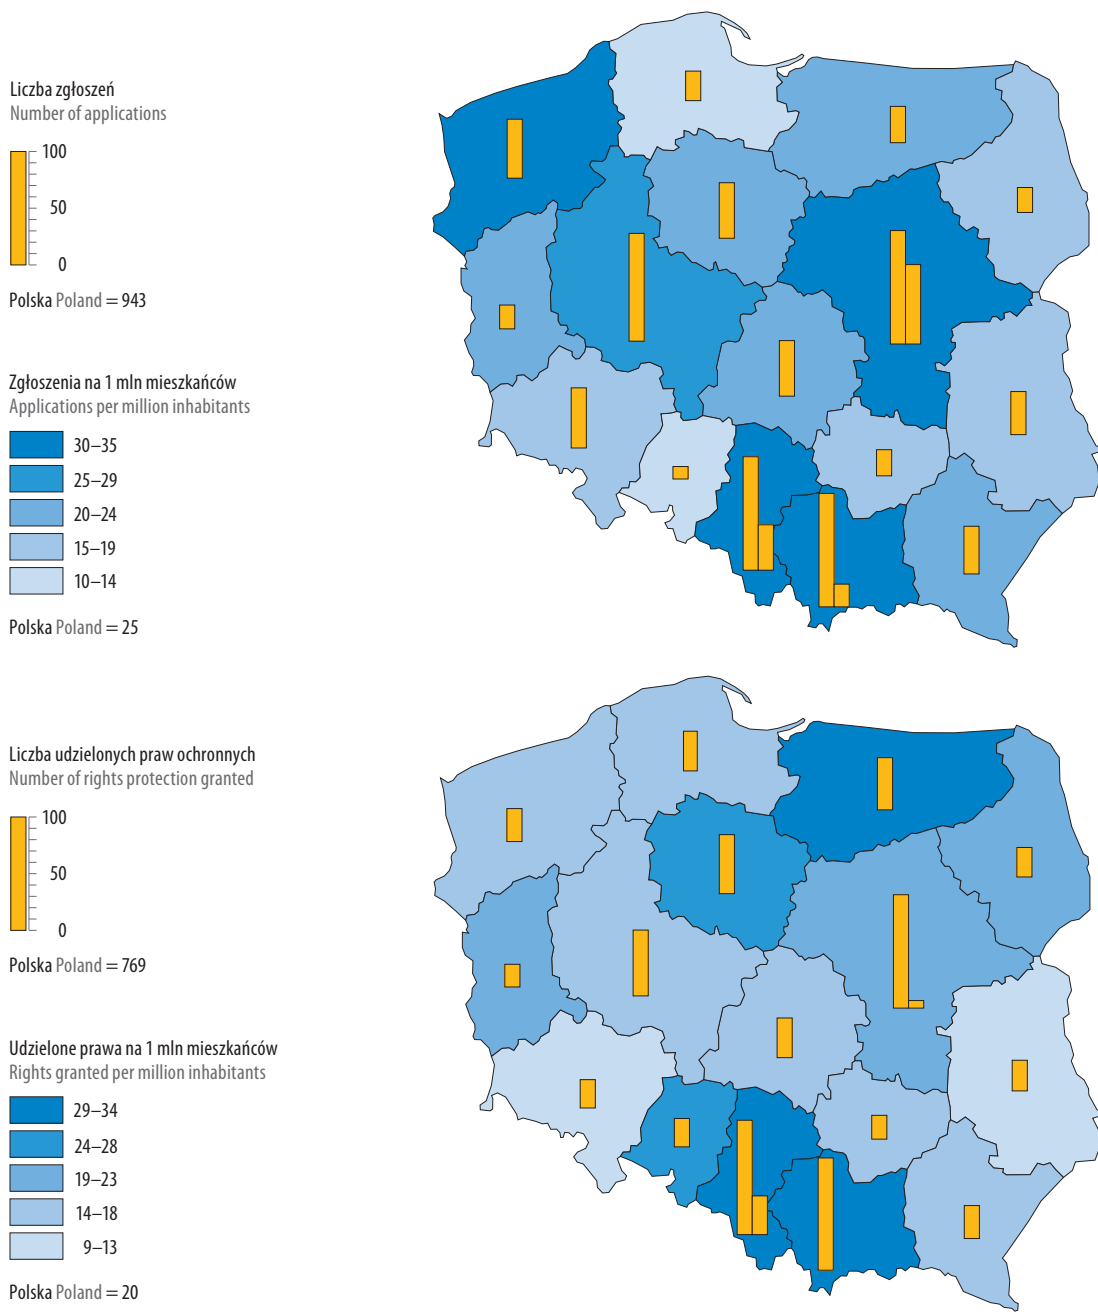 Liczba zgłoszeń
Number of applications
100
50
0
Polska Poland = 943
Zgłoszenia na 1 mln mieszkańców
Applications per million inhabitants
30–35
25–29
20–24
15–19
10–14
Polska Poland = 25
Liczba udzielonych praw ochronnych
Number of rights protection granted
100
50
0
Polska Poland = 769
Udzielone prawa na 1 mln mieszkańców
Rights granted per million inhabitants
29–34
24–28
19–23
14–18
9–13
Polska Poland = 20